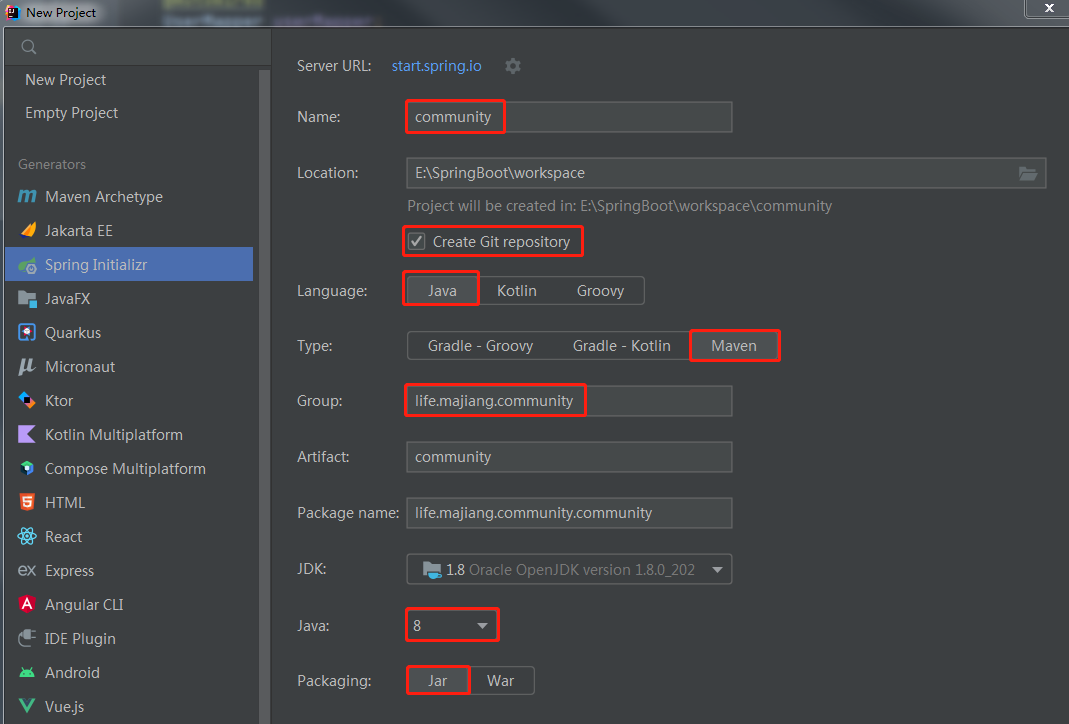 New Project
New Project
Empty Project
Generators
Maven Archetype
Jakarta EE
Spring Initializr
JavaFX
Quarkus
Micronaut
Ktor
Kotlin Multiplatform
Compose Multiplatform
HTML
React
Express
Angular CLI
IDE Plugin
Android
Vue.js
Server URL: start.spring.io
Name: community
Location: E:\SpringBoot\workspace
Project will be created in: E:\SpringBoot\workspace\community
Create Git repository
Language: Java Kotlin Groovy
Type: Gradle - Groovy Gradle - Kotlin Maven
Group: life.majiang.community
Artifact: community
Package name: life.majiang.community.community
JDK: 1.8 Oracle OpenJDK version 1.8.0_202
Java: 8
Packaging: Jar War